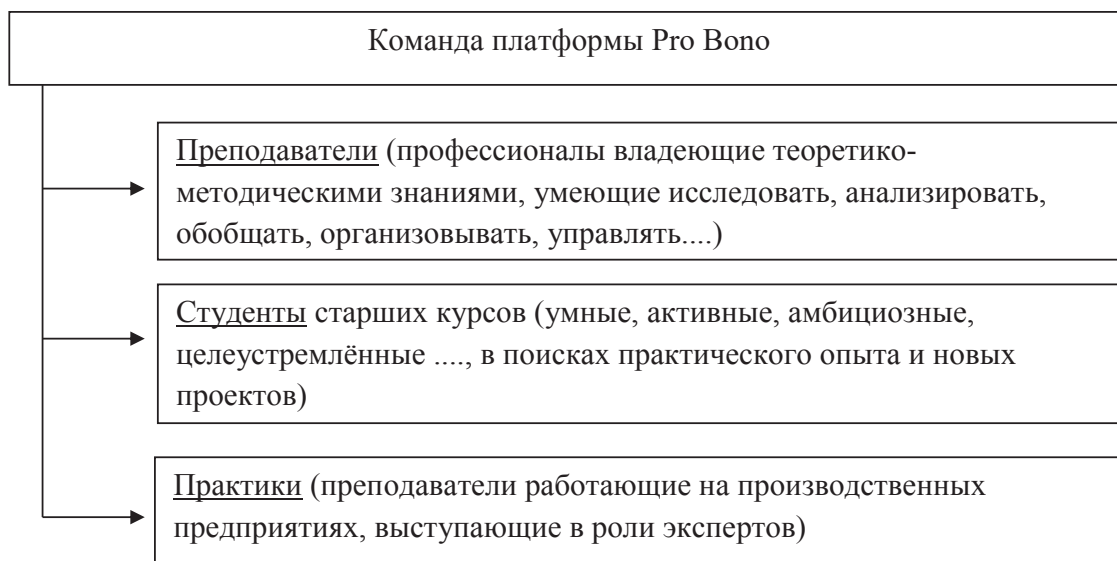 Команда платформы Pro Bono
Преподаватели (профессионалы владеющие теоретико-
методическими знаниями, умеющие исследовать, анализировать,
обобщать, организовывать, управлять....)
Студенты старших курсов (умные, активные, амбициозные,
целеустремлённые ...., в поисках практического опыта и новых
проектов)
Практики (преподаватели работающие на производственных
предприятиях, выступающие в роли экспертов)